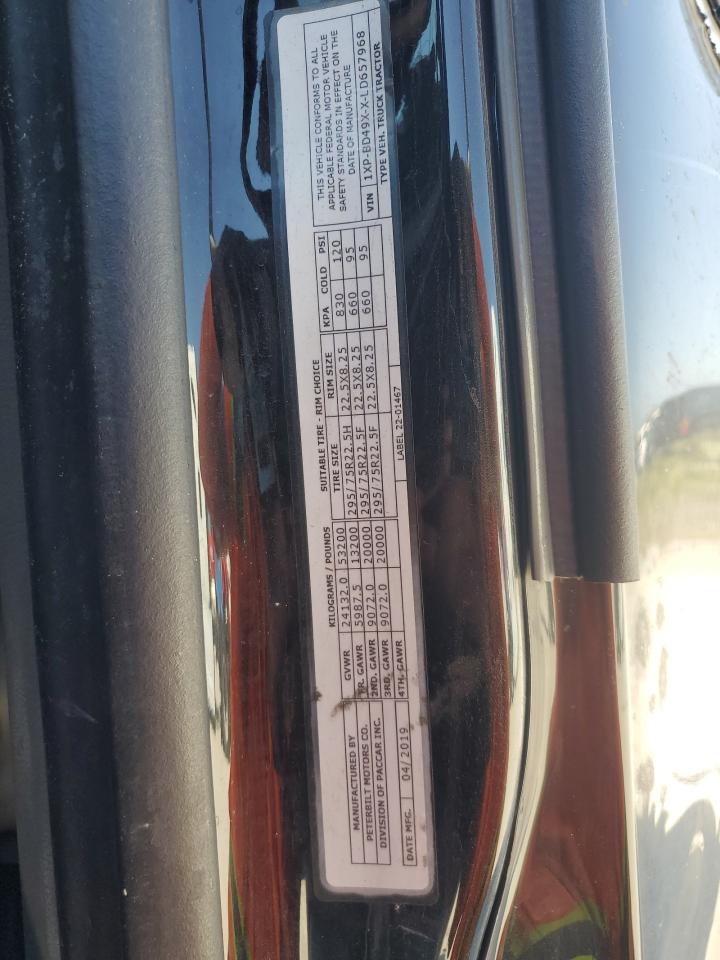 MANUFACTURED BY
PETERBILT MOTORS CO.
DIVISION OF PACCAR INC.
DATE MFG. 04/2019
KILOGRAMS / POUNDS
GVWR 24132.0 53200
FR. GAWR 5987.5 13200
2ND. GAWR 9072.0 20000
3RD. GAWR 9072.0 20000
4TH. GAWR
SUITABLE TIRE - RIM CHOICE
TIRE SIZE RIM SIZE KPA COLD PSI
295/75R22.5H 22.5X8.25 830 120
295/75R22.5F 22.5X8.25 660 95
295/75R22.5F 22.5X8.25 660 95
LABEL 22-01467
THIS VEHICLE CONFORMS TO ALL
APPLICABLE FEDERAL MOTOR VEHICLE
SAFETY STANDARDS IN EFFECT ON THE
DATE OF MANUFACTURE
VIN 1XP-BD49X-X-LD657968
TYPE VEH. TRUCK TRACTOR